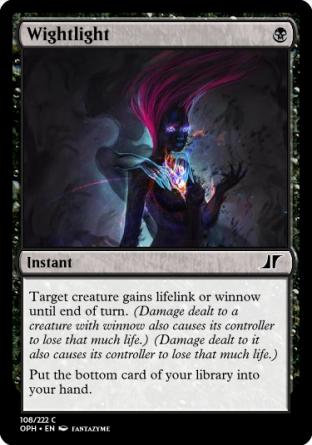 Wightlight
Instant
Target creature gains lifelink or winnow
until end of turn. (Damage dealt to a
creature with winnow also causes its controller
to lose that much life.) (Damage dealt to it
also causes its controller to lose that much life.)
Put the bottom card of your library into
your hand.
108/222 C
OPH • EN FANTAZYME